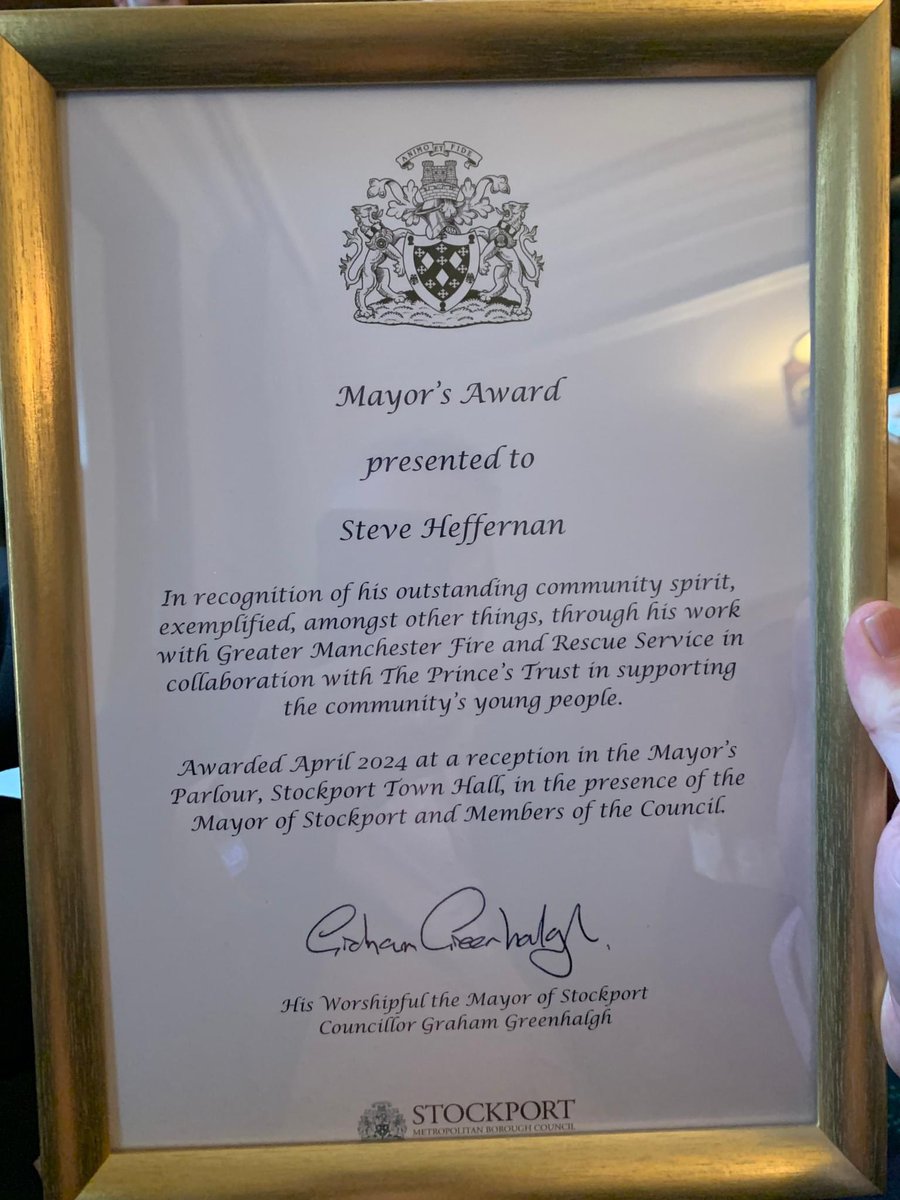 ANIMO ET FIDE
Mayor's Award
presented to
Steve Heffernan
In recognition of his outstanding community spirit,
exemplified, amongst other things, through his work
with Greater Manchester Fire and Rescue Service in
collaboration with The Prince's Trust in supporting
the community's young people.
Awarded April 2024 at a reception in the Mayor's
Parlour, Stockport Town Hall, in the presence of the
Mayor of Stockport and Members of the Council.
Graham Greenhalgh.
His Worshipful the Mayor of Stockport
Councillor Graham Greenhalgh
STOCKPORT
METROPOLITAN BOROUGH COUNCIL